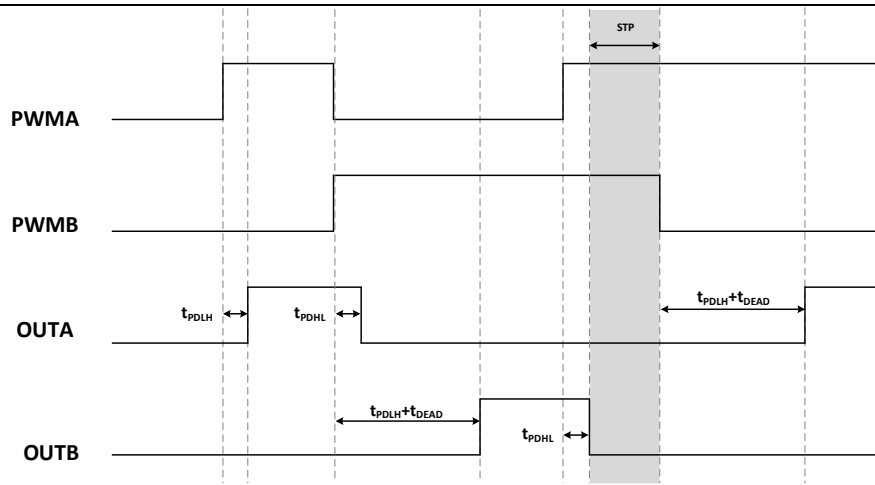 STP
PWMA
PWMB
tPDLH
tPDHL
tPDLH+tDEAD
OUTA
tPDLH+tDEAD
tPDHL
OUTB